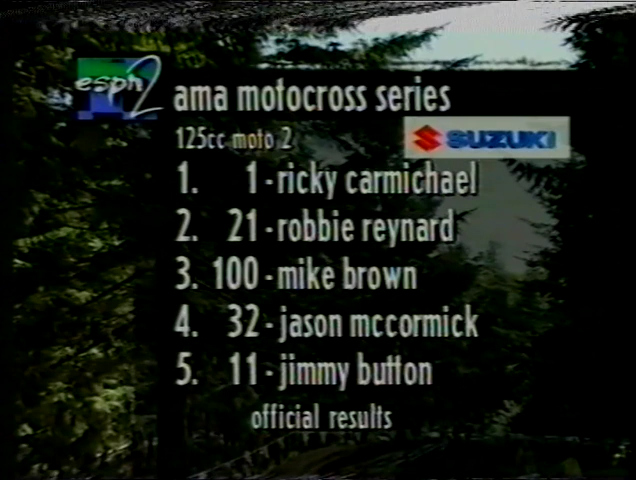 espn2
ama motocross series
125cc moto 2
SUZUKI
1. 1 - ricky carmichael
2. 21 - robbie reynard
3. 100 - mike brown
4. 32 - jason mccormick
5. 11 - jimmy button
official results